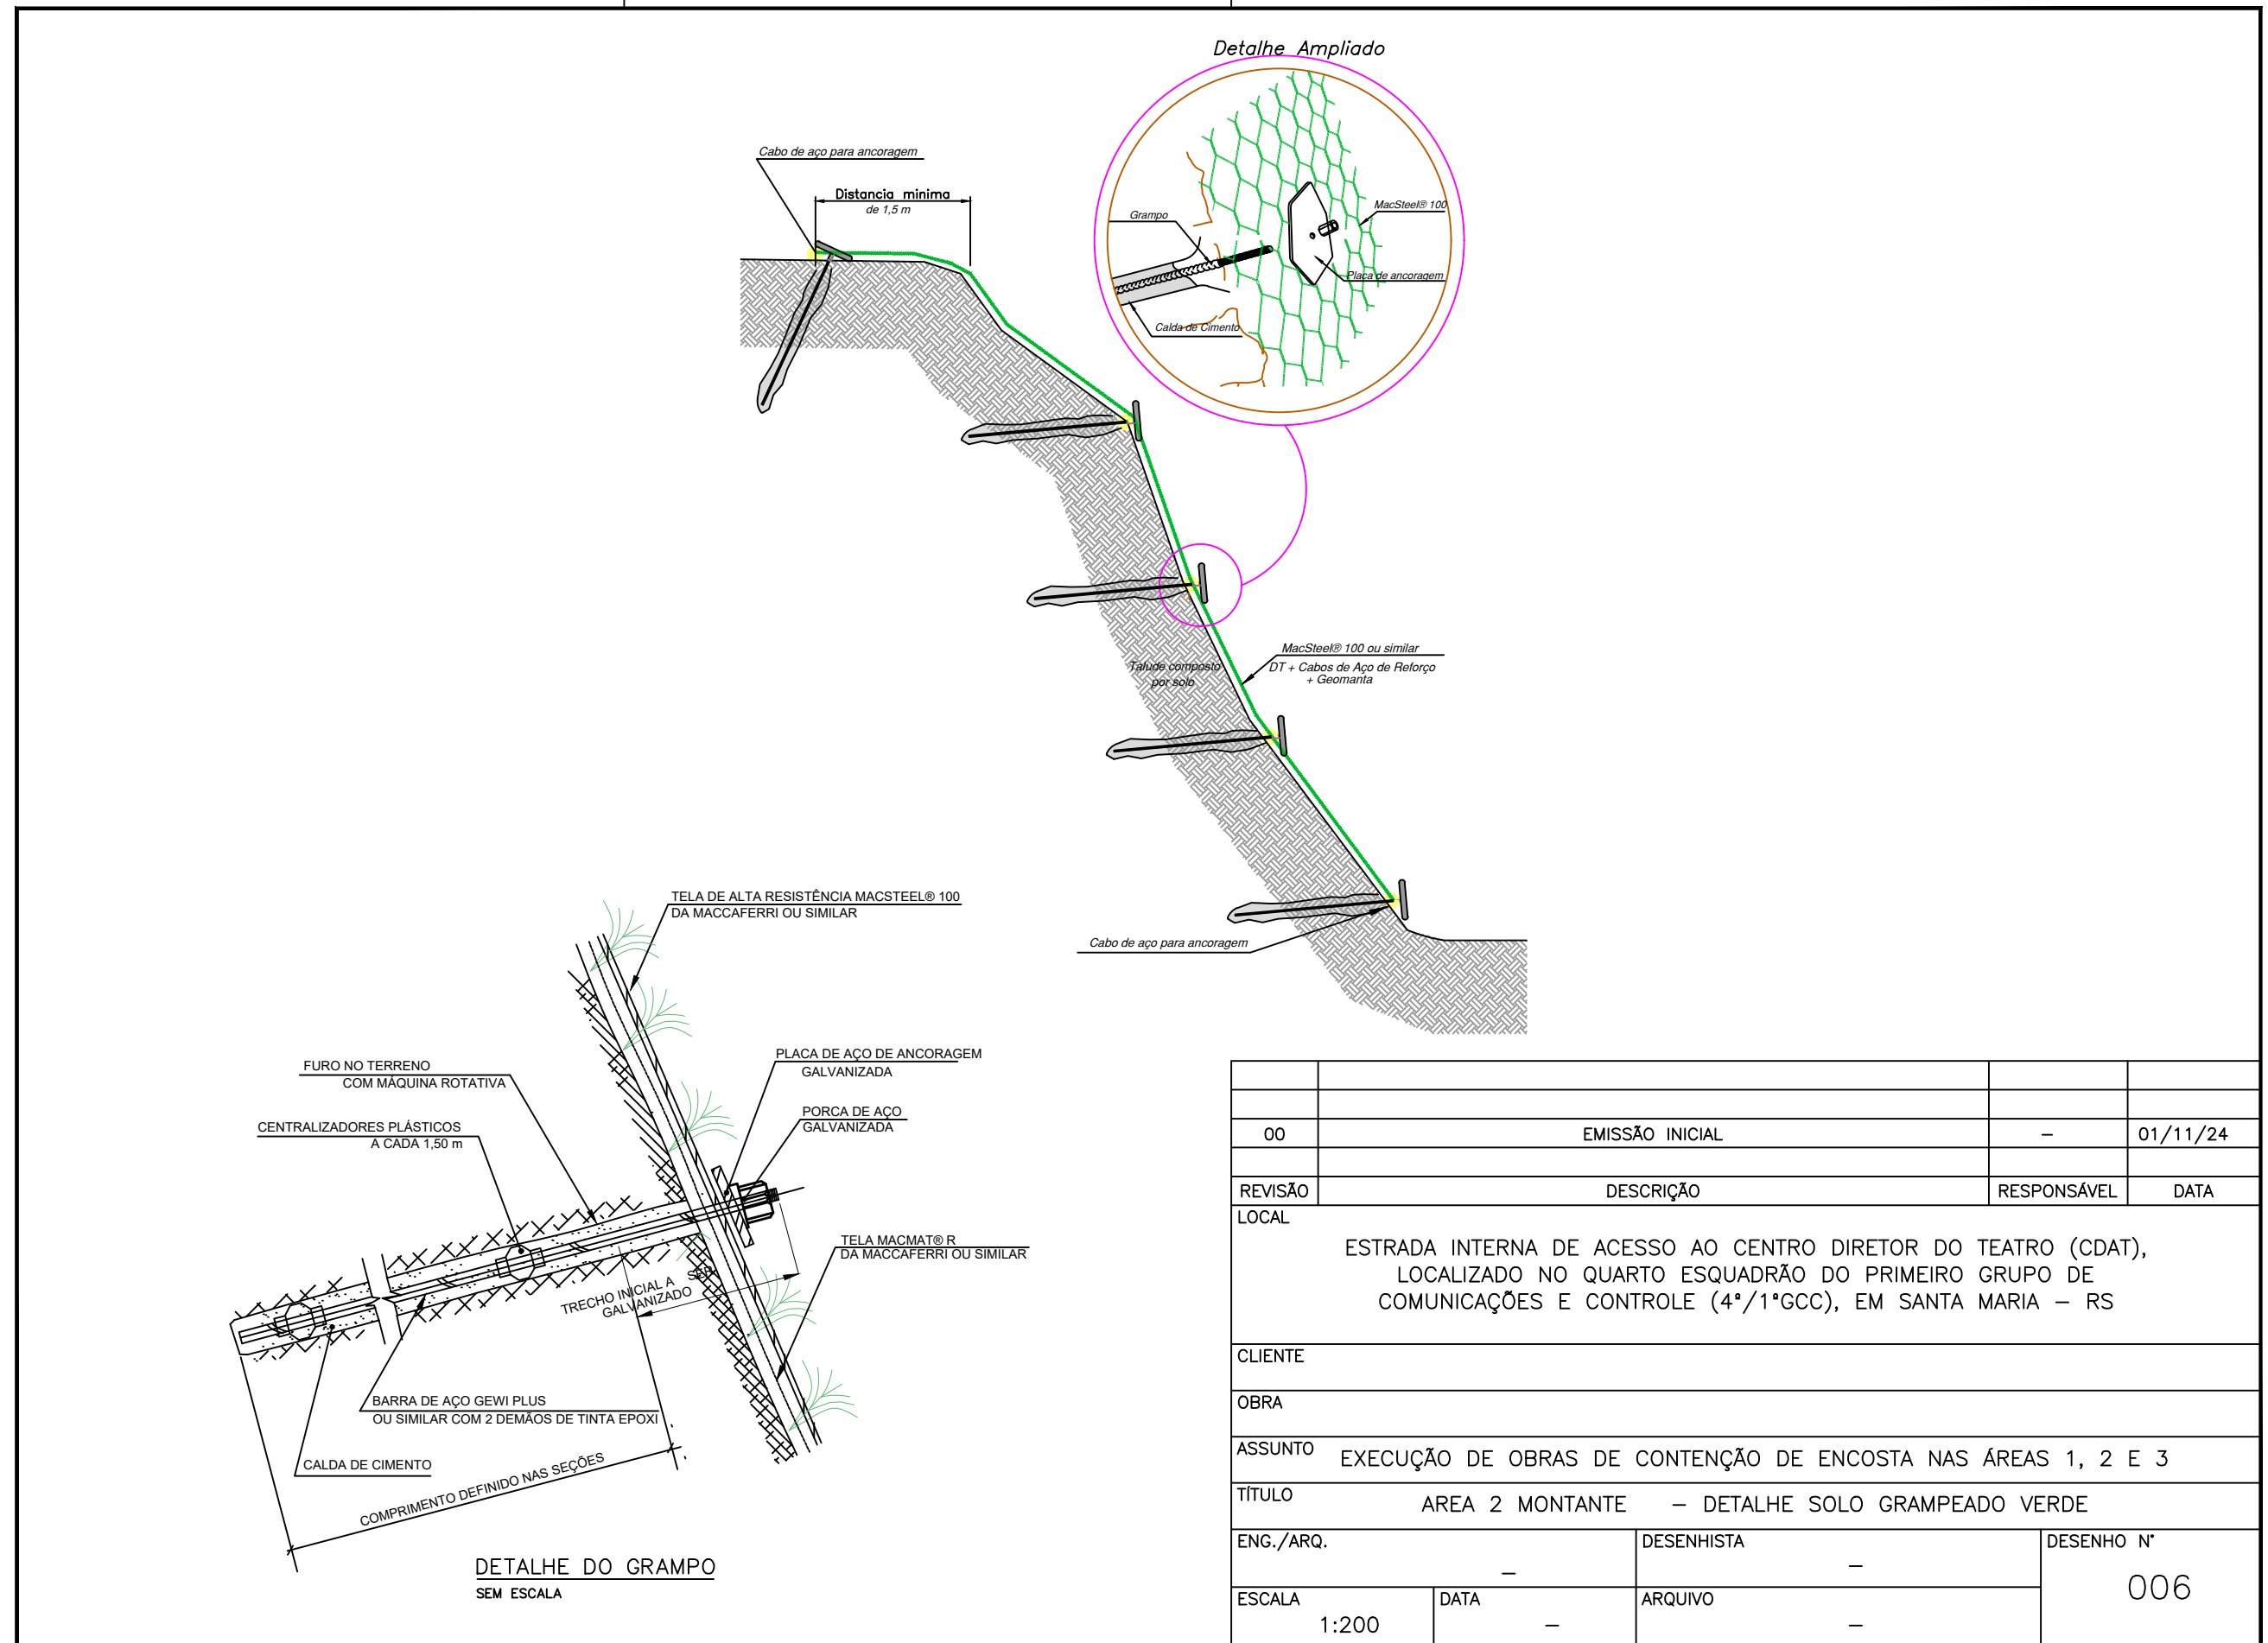 Detalhe Ampliado
Cabo de aço para ancoragem
Distancia minima
de 1,5 m
Grampo
MacSteel® 100
Placa de ancoragem
Calda de Cimento
MacSteel® 100 ou similar
DT + Cabos de Aço de Reforço
+ Geomanta
Talude composto
por solo
Cabo de aço para ancoragem
TELA DE ALTA RESISTÊNCIA MACSTEEL® 100
DA MACCAFERRI OU SIMILAR
FURO NO TERRENO
COM MÁQUINA ROTATIVA
CENTRALIZADORES PLÁSTICOS
A CADA 1,50 m
PLACA DE AÇO DE ANCORAGEM
GALVANIZADA
PORCA DE AÇO
GALVANIZADA
TELA MACMAT® R
DA MACCAFERRI OU SIMILAR
TRECHO INICIAL A SER
GALVANIZADO
BARRA DE AÇO GEWI PLUS
OU SIMILAR COM 2 DEMÃOS DE TINTA EPOXI
CALDA DE CIMENTO
COMPRIMENTO DEFINIDO NAS SEÇÕES
DETALHE DO GRAMPO
SEM ESCALA
00 EMISSÃO INICIAL – 01/11/24
REVISÃO DESCRIÇÃO RESPONSÁVEL DATA
LOCAL
ESTRADA INTERNA DE ACESSO AO CENTRO DIRETOR DO TEATRO (CDAT),
LOCALIZADO NO QUARTO ESQUADRÃO DO PRIMEIRO GRUPO DE
COMUNICAÇÕES E CONTROLE (4°/1°GCC), EM SANTA MARIA – RS
CLIENTE
OBRA
ASSUNTO EXECUÇÃO DE OBRAS DE CONTENÇÃO DE ENCOSTA NAS ÁREAS 1, 2 E 3
TÍTULO AREA 2 MONTANTE – DETALHE SOLO GRAMPEADO VERDE
ENG./ARQ. – DESENHISTA – DESENHO N°
006
ESCALA 1:200 DATA – ARQUIVO –